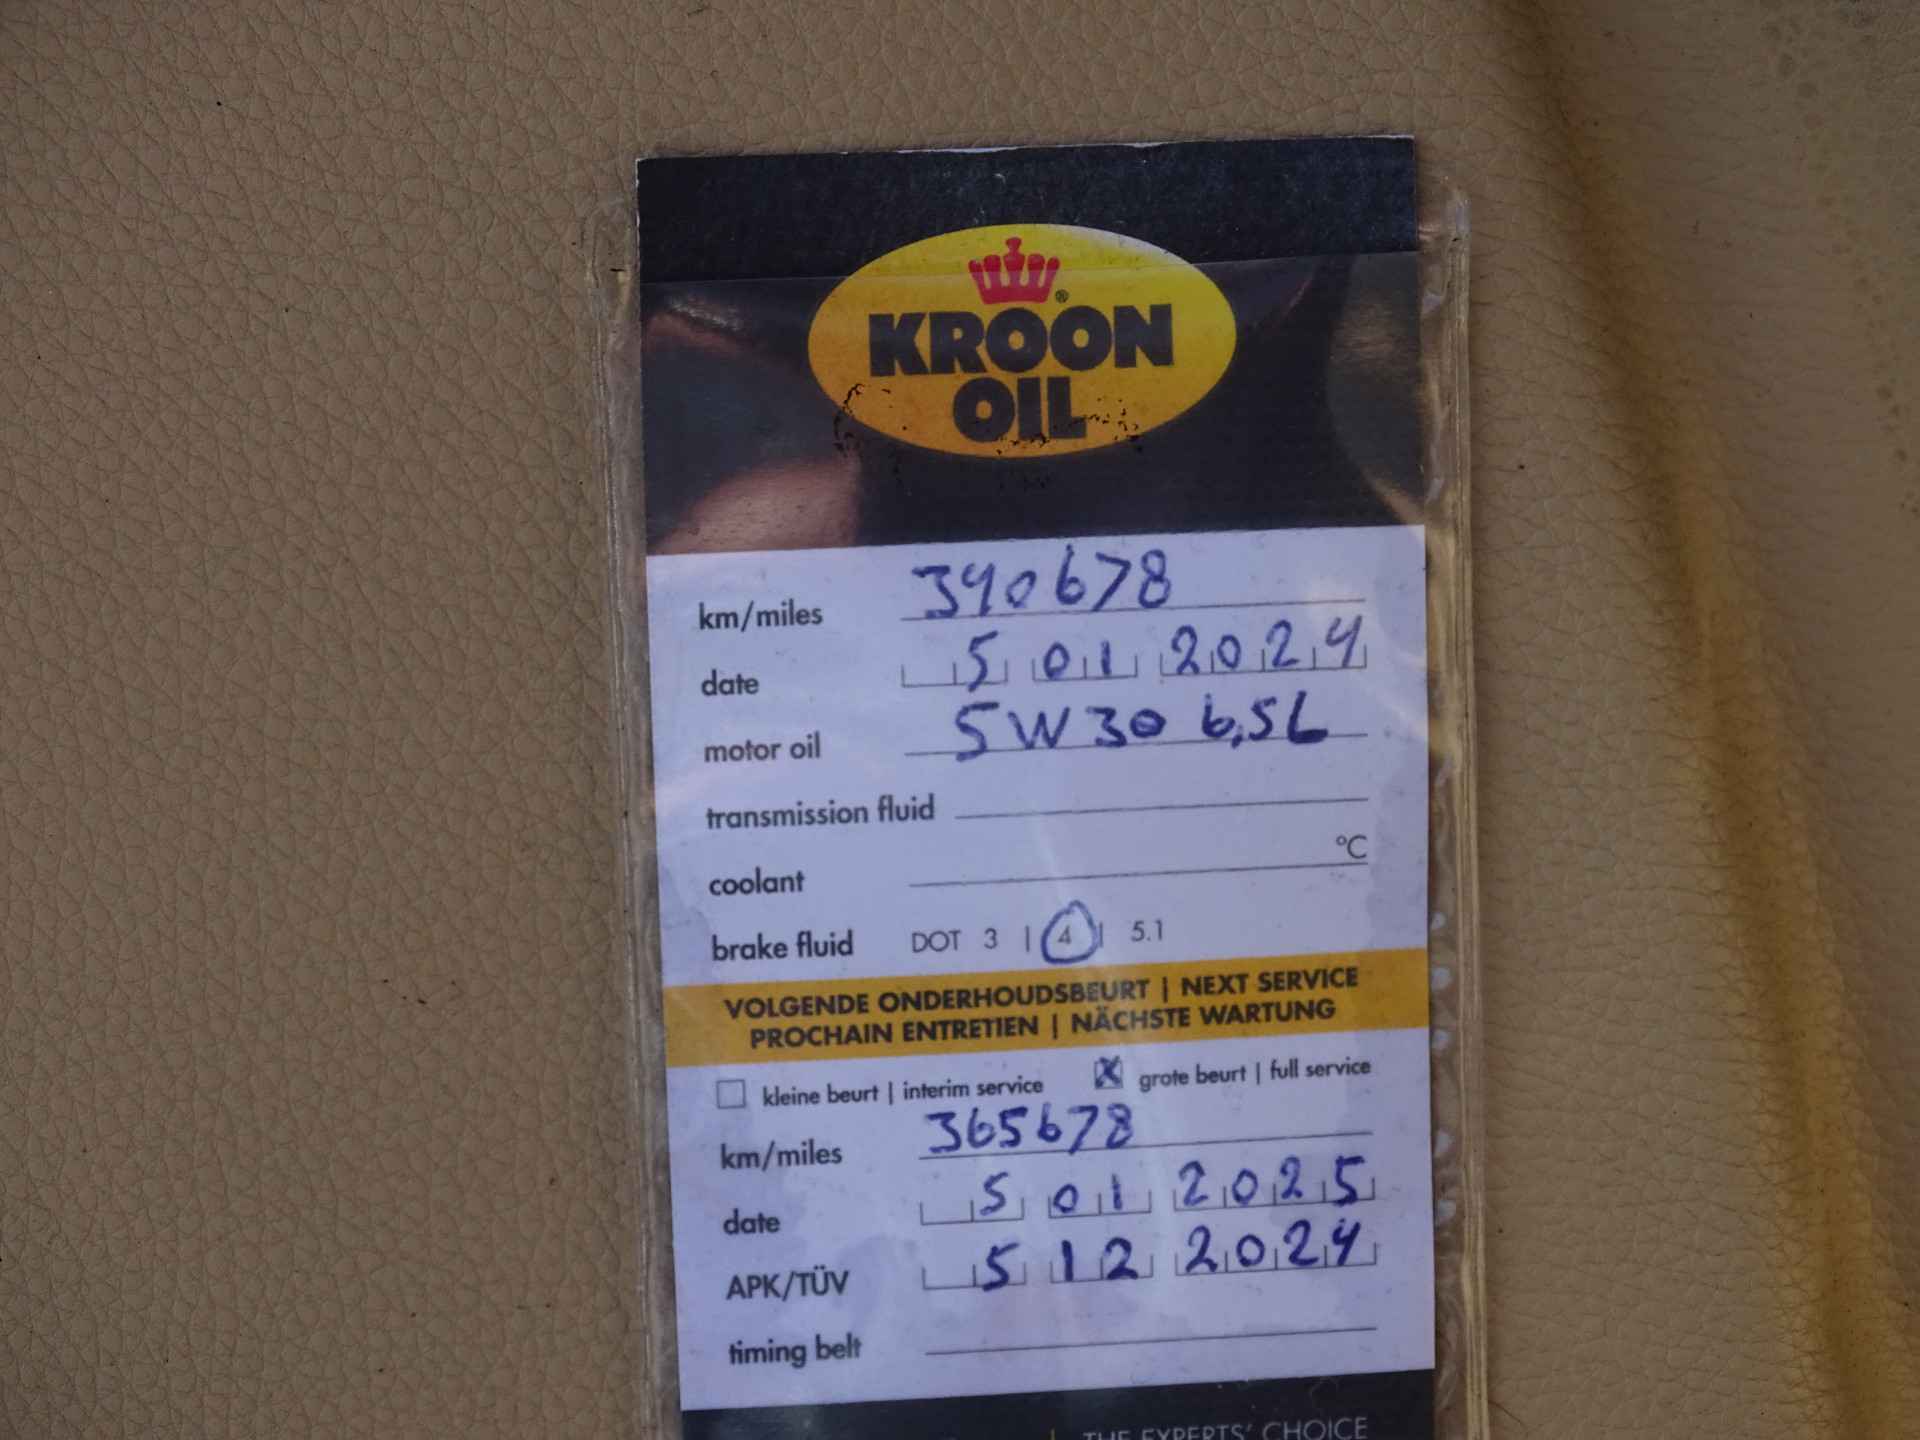 KROON
OIL
km/miles 340678
date 5 01 2024
motor oil 5W30 6,5L
transmission fluid
coolant °C
brake fluid DOT 3 | 4 | 5.1
VOLGENDE ONDERHOUDSBEURT | NEXT SERVICE
PROCHAIN ENTRETIEN | NÄCHSTE WARTUNG
kleine beurt | interim service grote beurt | full service
km/miles 365678
date 5 01 2025
APK/TÜV 5 12 2024
timing belt
THE EXPERTS' CHOICE